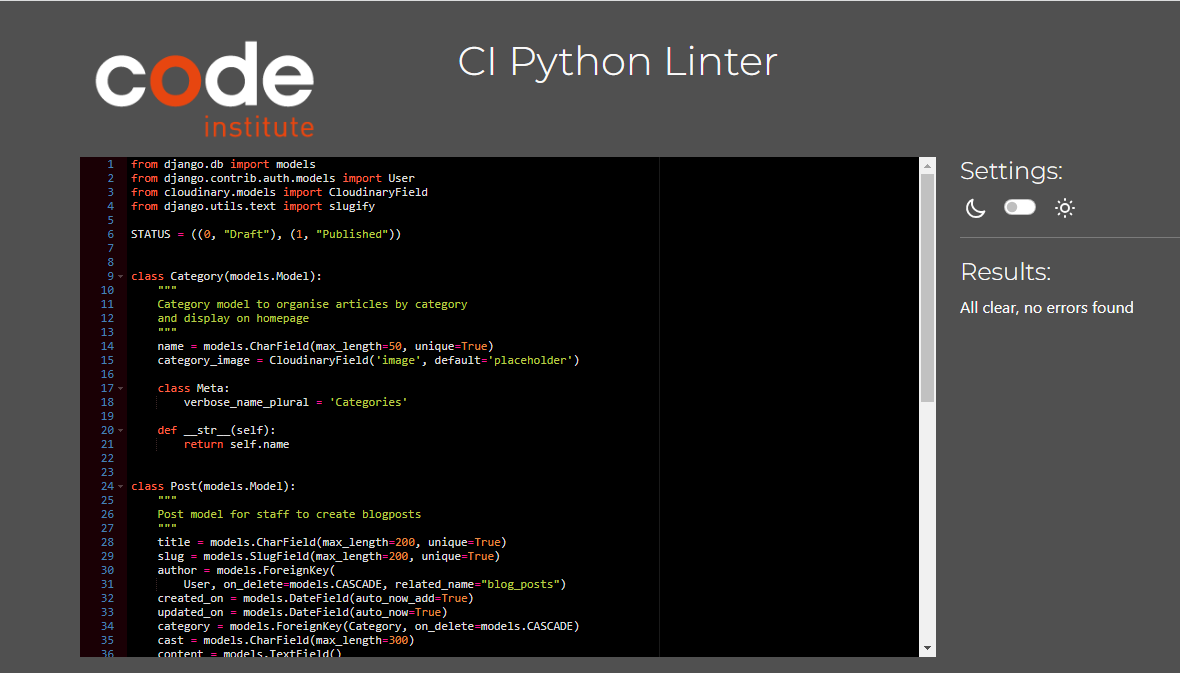 code
institute
CI Python Linter
1 from django.db import models
2 from django.contrib.auth.models import User
3 from cloudinary.models import CloudinaryField
4 from django.utils.text import slugify
5
6 STATUS = ((0, "Draft"), (1, "Published"))
7
8
9 class Category(models.Model):
10     """
11     Category model to organise articles by category
12     and display on homepage
13     """
14     name = models.CharField(max_length=50, unique=True)
15     category_image = CloudinaryField('image', default='placeholder')
16
17     class Meta:
18         verbose_name_plural = 'Categories'
19
20     def __str__(self):
21         return self.name
22
23
24 class Post(models.Model):
25     """
26     Post model for staff to create blogposts
27     """
28     title = models.CharField(max_length=200, unique=True)
29     slug = models.SlugField(max_length=200, unique=True)
30     author = models.ForeignKey(
31         User, on_delete=models.CASCADE, related_name="blog_posts")
32     created_on = models.DateField(auto_now_add=True)
33     updated_on = models.DateField(auto_now=True)
34     category = models.ForeignKey(Category, on_delete=models.CASCADE)
35     cast = models.CharField(max_length=300)
36     content = models.TextField()
Settings:
Results:
All clear, no errors found